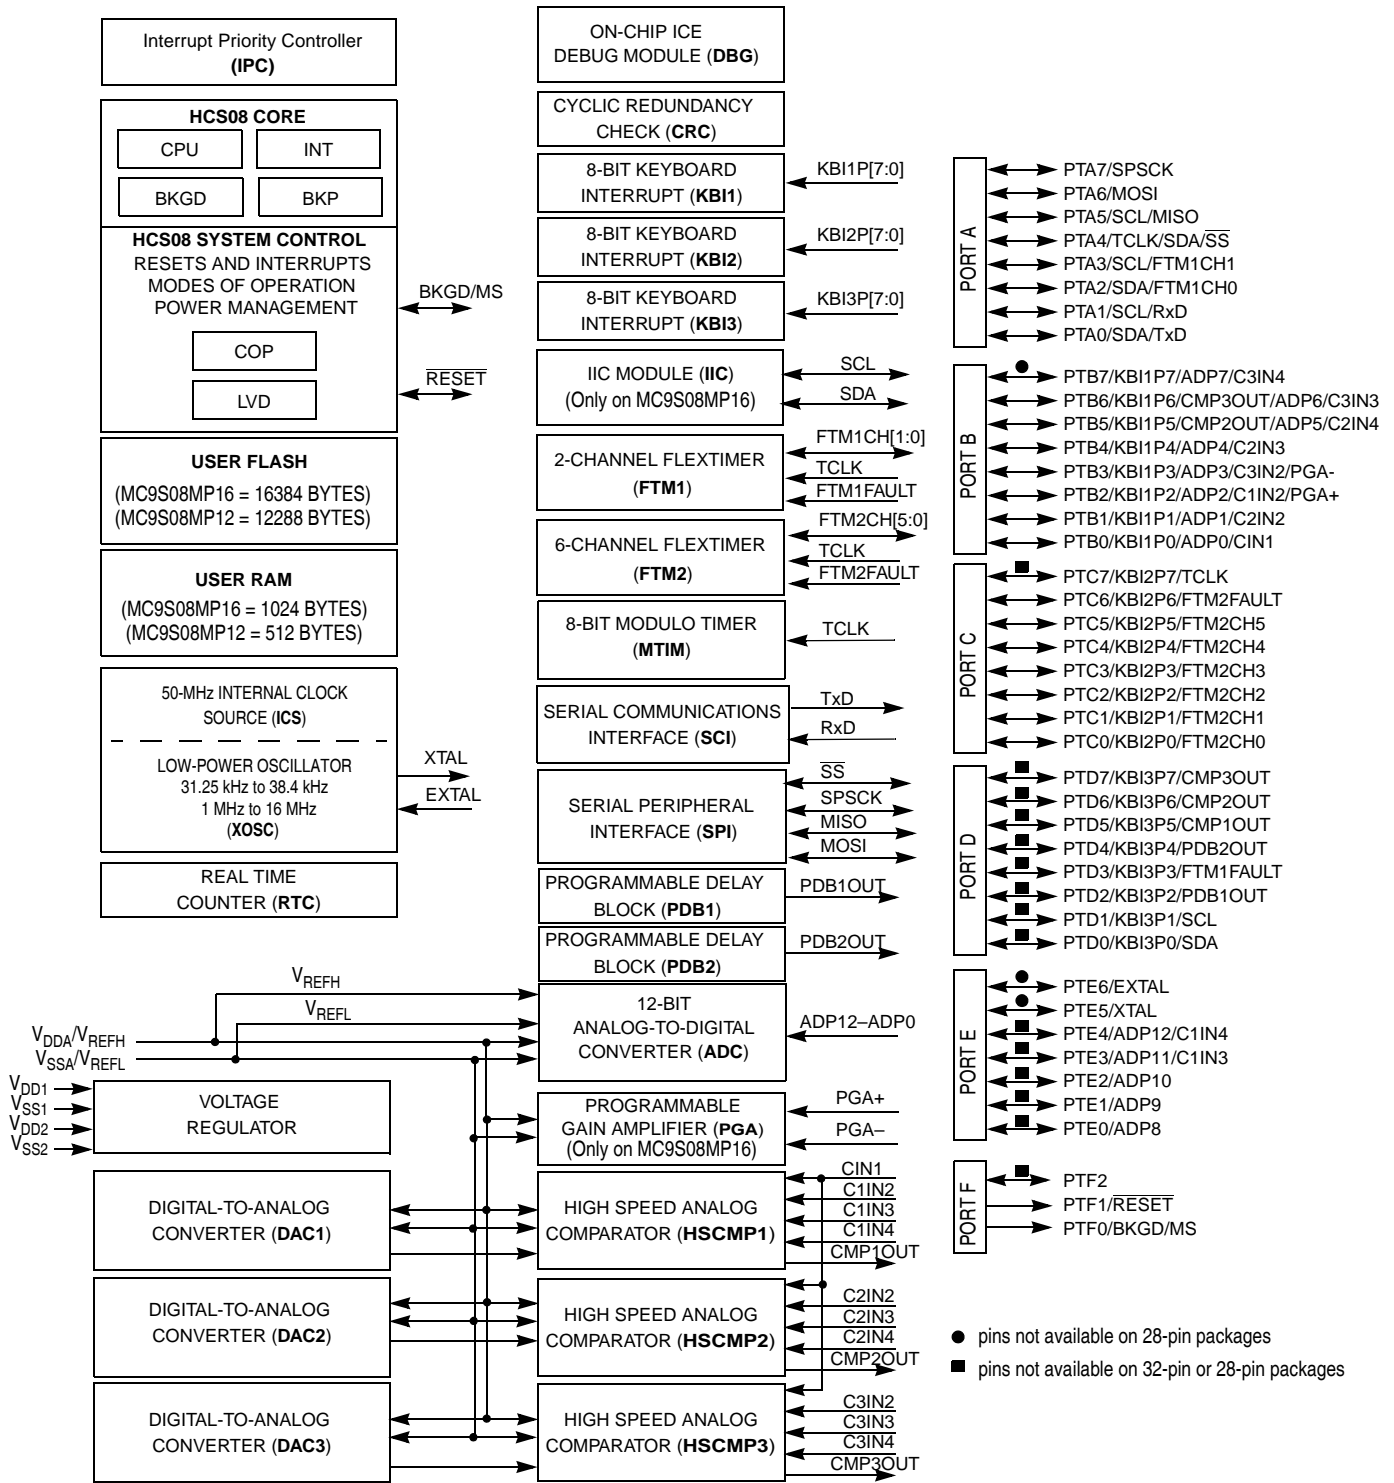 Interrupt Priority Controller
(IPC)
HCS08 CORE
CPU
INT
BKGD
BKP
HCS08 SYSTEM CONTROL
RESETS AND INTERRUPTS
MODES OF OPERATION
POWER MANAGEMENT
COP
LVD
BKGD/MS
RESET
USER FLASH
(MC9S08MP16 = 16384 BYTES)
(MC9S08MP12 = 12288 BYTES)
USER RAM
(MC9S08MP16 = 1024 BYTES)
(MC9S08MP12 = 512 BYTES)
50-MHz INTERNAL CLOCK
SOURCE (ICS)
LOW-POWER OSCILLATOR
31.25 kHz to 38.4 kHz
1 MHz to 16 MHz
(XOSC)
XTAL
EXTAL
REAL TIME
COUNTER (RTC)
VREFH
VREFL
VDDA/VREFH
VSSA/VREFL
VDD1
VSS1
VDD2
VSS2
VOLTAGE
REGULATOR
DIGITAL-TO-ANALOG
CONVERTER (DAC1)
DIGITAL-TO-ANALOG
CONVERTER (DAC2)
DIGITAL-TO-ANALOG
CONVERTER (DAC3)
ON-CHIP ICE
DEBUG MODULE (DBG)
CYCLIC REDUNDANCY
CHECK (CRC)
8-BIT KEYBOARD
INTERRUPT (KBI1)
KBI1P[7:0]
8-BIT KEYBOARD
INTERRUPT (KBI2)
KBI2P[7:0]
8-BIT KEYBOARD
INTERRUPT (KBI3)
KBI3P[7:0]
IIC MODULE (IIC)
(Only on MC9S08MP16)
SCL
SDA
2-CHANNEL FLEXTIMER
(FTM1)
FTM1CH[1:0]
TCLK
FTM1FAULT
6-CHANNEL FLEXTIMER
(FTM2)
FTM2CH[5:0]
TCLK
FTM2FAULT
8-BIT MODULO TIMER
(MTIM)
TCLK
SERIAL COMMUNICATIONS
INTERFACE (SCI)
TxD
RxD
SERIAL PERIPHERAL
INTERFACE (SPI)
SS
SPSCK
MISO
MOSI
PROGRAMMABLE DELAY
BLOCK (PDB1)
PDB1OUT
PROGRAMMABLE DELAY
BLOCK (PDB2)
PDB2OUT
12-BIT
ANALOG-TO-DIGITAL
CONVERTER (ADC)
ADP12–ADP0
PROGRAMMABLE
GAIN AMPLIFIER (PGA)
(Only on MC9S08MP16)
PGA+
PGA–
HIGH SPEED ANALOG
COMPARATOR (HSCMP1)
CIN1
C1IN2
C1IN3
C1IN4
CMP1OUT
HIGH SPEED ANALOG
COMPARATOR (HSCMP2)
C2IN2
C2IN3
C2IN4
CMP2OUT
HIGH SPEED ANALOG
COMPARATOR (HSCMP3)
C3IN2
C3IN3
C3IN4
CMP3OUT
PORT A
PTA7/SPSCK
PTA6/MOSI
PTA5/SCL/MISO
PTA4/TCLK/SDA/SS
PTA3/SCL/FTM1CH1
PTA2/SDA/FTM1CH0
PTA1/SCL/RxD
PTA0/SDA/TxD
PORT B
PTB7/KBI1P7/ADP7/C3IN4
PTB6/KBI1P6/CMP3OUT/ADP6/C3IN3
PTB5/KBI1P5/CMP2OUT/ADP5/C2IN4
PTB4/KBI1P4/ADP4/C2IN3
PTB3/KBI1P3/ADP3/C3IN2/PGA-
PTB2/KBI1P2/ADP2/C1IN2/PGA+
PTB1/KBI1P1/ADP1/C2IN2
PTB0/KBI1P0/ADP0/CIN1
PORT C
PTC7/KBI2P7/TCLK
PTC6/KBI2P6/FTM2FAULT
PTC5/KBI2P5/FTM2CH5
PTC4/KBI2P4/FTM2CH4
PTC3/KBI2P3/FTM2CH3
PTC2/KBI2P2/FTM2CH2
PTC1/KBI2P1/FTM2CH1
PTC0/KBI2P0/FTM2CH0
PORT D
PTD7/KBI3P7/CMP3OUT
PTD6/KBI3P6/CMP2OUT
PTD5/KBI3P5/CMP1OUT
PTD4/KBI3P4/PDB2OUT
PTD3/KBI3P3/FTM1FAULT
PTD2/KBI3P2/PDB1OUT
PTD1/KBI3P1/SCL
PTD0/KBI3P0/SDA
PORT E
PTE6/EXTAL
PTE5/XTAL
PTE4/ADP12/C1IN4
PTE3/ADP11/C1IN3
PTE2/ADP10
PTE1/ADP9
PTE0/ADP8
PORT F
PTF2
PTF1/RESET
PTF0/BKGD/MS
pins not available on 28-pin packages
pins not available on 32-pin or 28-pin packages